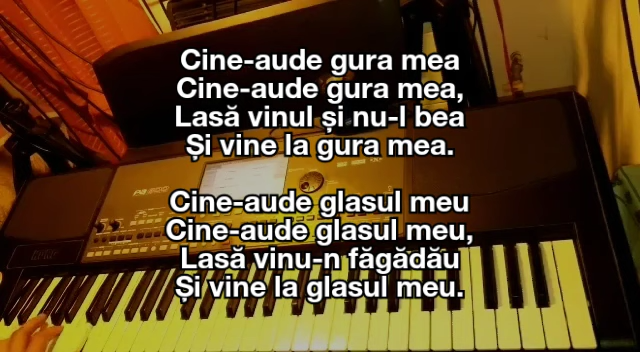 Cine-aude gura mea
Cine-aude gura mea,
Lasă vinul și nu-l bea
Și vine la gura mea.
Cine-aude glasul meu
Cine-aude glasul meu,
Lasă vinu-n făgădău
Și vine la glasul meu.